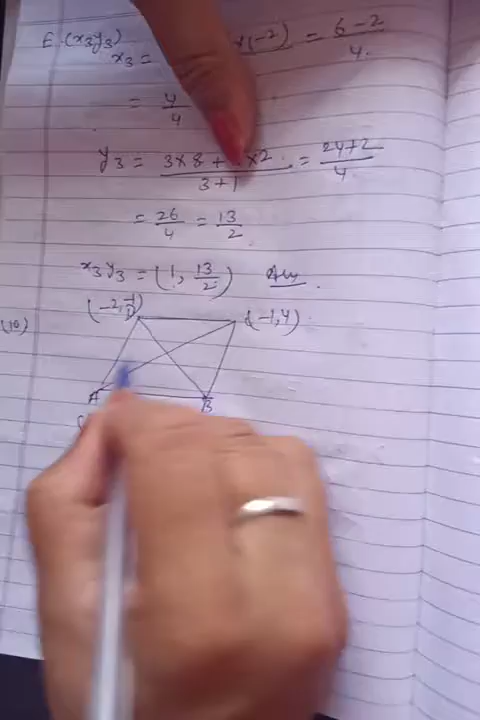 E (x₃y₃)
x₃ = x(-2) = 6-2/4
= 4/4
y₃ = 3×8 + ×2/3+1 = 24+2/4
= 26/4 = 13/2
x₃y₃ = (1, 13/2) Ans.
(10) (-2,-1) D (-1,4)
A B